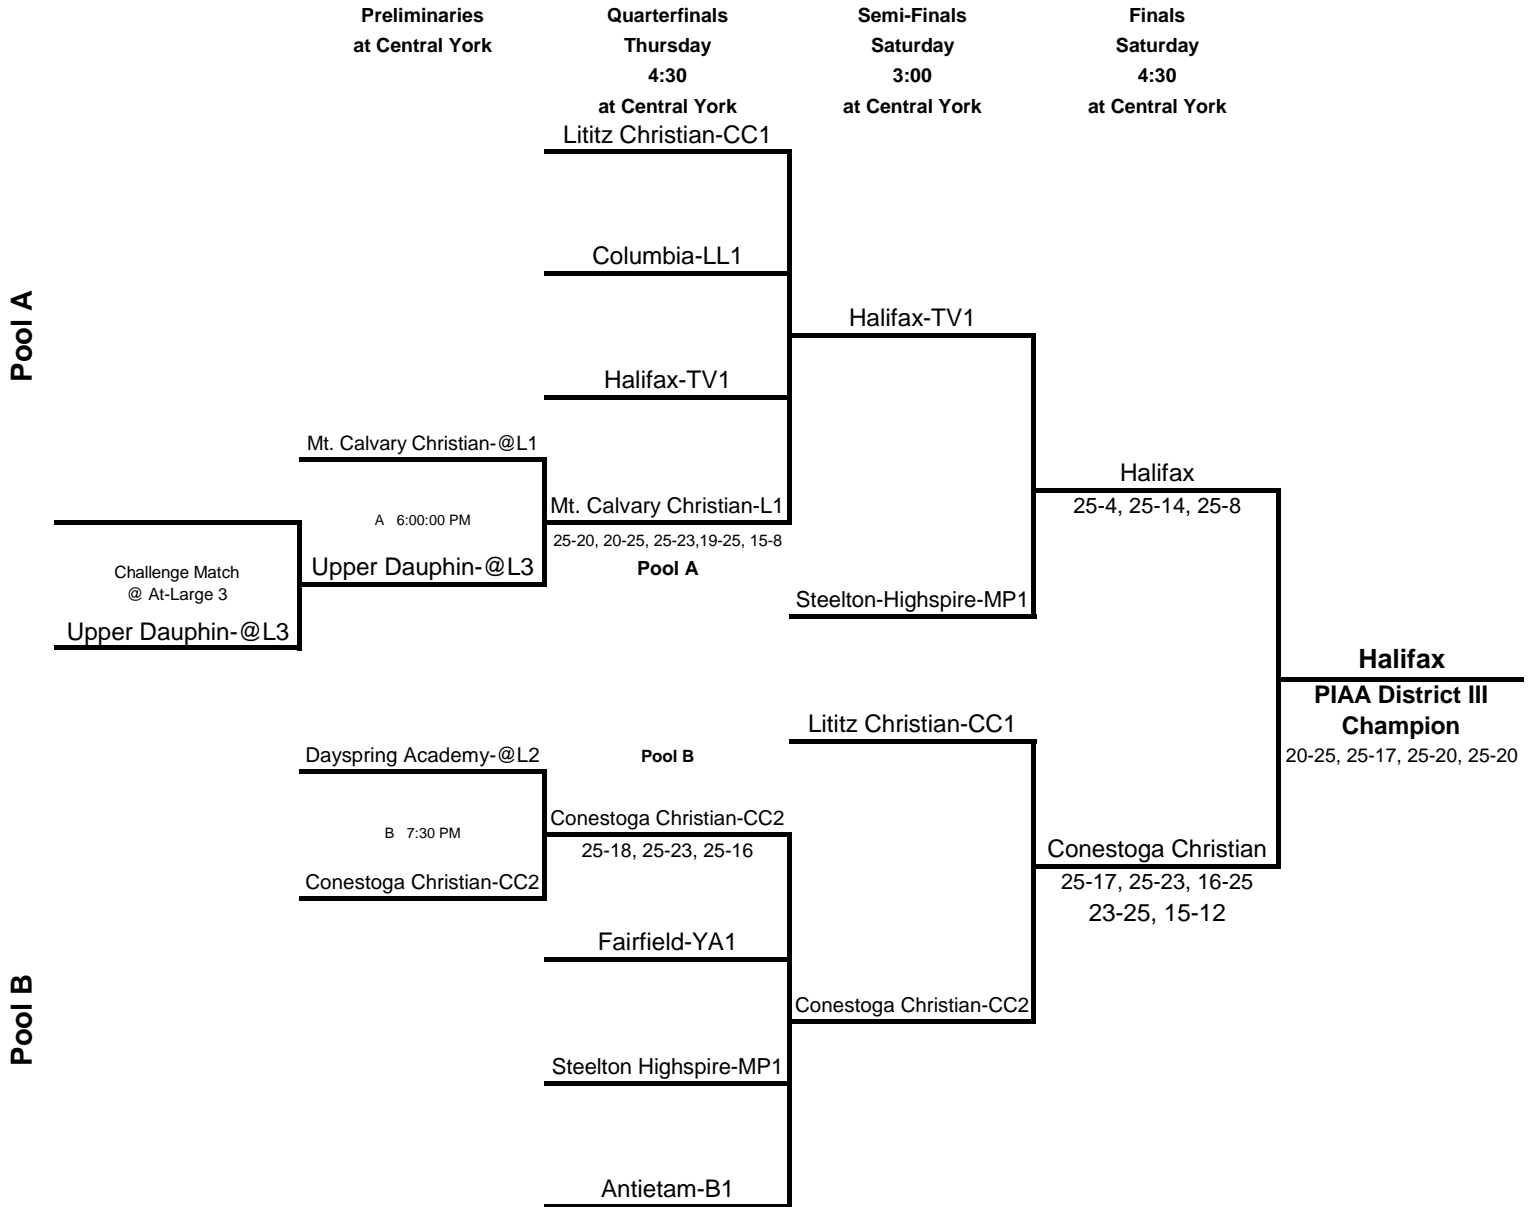 Preliminaries
at Central York
Quarterfinals
Thursday
4:30
at Central York
Semi-Finals
Saturday
3:00
at Central York
Finals
Saturday
4:30
at Central York
Pool A
Lititz Christian-CC1
Columbia-LL1
Halifax-TV1
Mt. Calvary Christian-@L1
A 6:00:00 PM
Upper Dauphin-@L3
Challenge Match
@ At-Large 3
Upper Dauphin-@L3
Mt. Calvary Christian-L1
25-20, 20-25, 25-23,19-25, 15-8
Pool A
Halifax-TV1
Steelton-Highspire-MP1
Halifax
25-4, 25-14, 25-8
Halifax
PIAA District III
Champion
20-25, 25-17, 25-20, 25-20
Pool B
Dayspring Academy-@L2
B 7:30 PM
Conestoga Christian-CC2
Pool B
Conestoga Christian-CC2
25-18, 25-23, 25-16
Fairfield-YA1
Steelton Highspire-MP1
Antietam-B1
Lititz Christian-CC1
Conestoga Christian-CC2
Conestoga Christian
25-17, 25-23, 16-25
23-25, 15-12